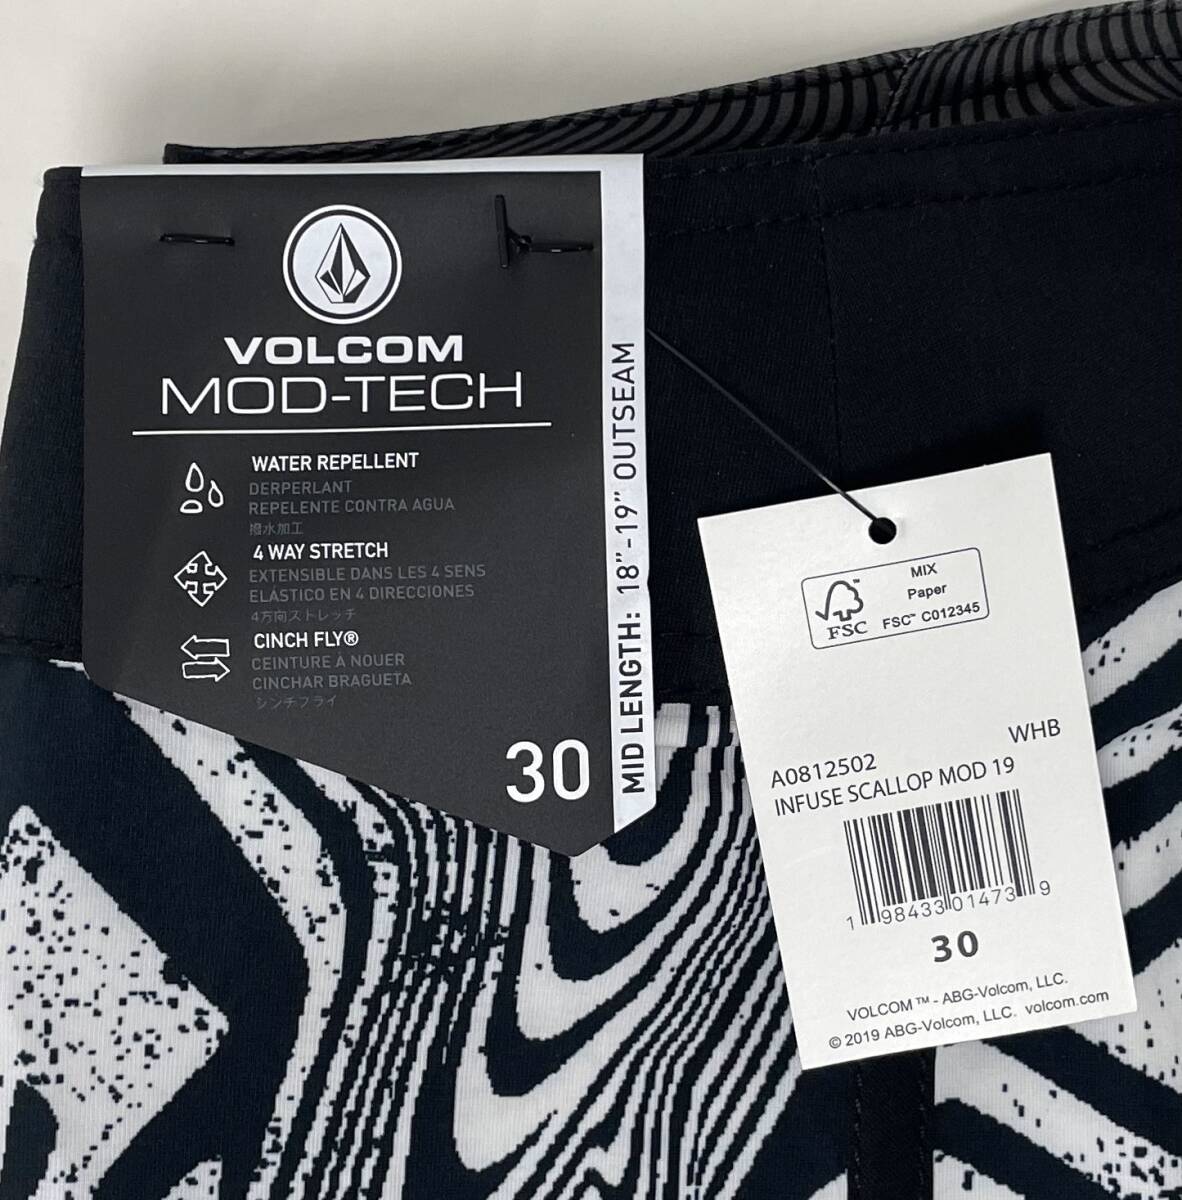 VOLCOM
MOD-TECH
WATER REPELLENT
DERPERLANT
REPELENTE CONTRA AGUA
撥水加工
4 WAY STRETCH
EXTENSIBLE DANS LES 4 SENS
ELÁSTICO EN 4 DIRECCIONES
4方向ストレッチ
CINCH FLY®
CEINTURE À NOUER
CINCHAR BRAGUETA
シンチフライ
30
MID LENGTH: 18"-19" OUTSEAM
FSC
MIX
Paper
FSC™ C012345
WHB
A0812502
INFUSE SCALLOP MOD 19
1 98433 01473 9
30
VOLCOM™ - ABG-Volcom, LLC.
© 2019 ABG-Volcom, LLC. volcom.com